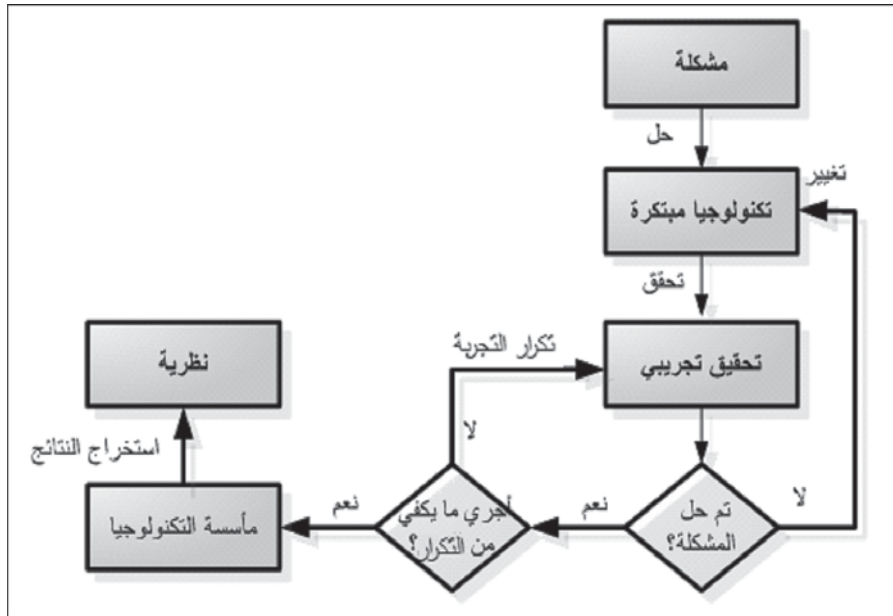 مشكلة
حل
تغيير
تكنولوجيا مبتكرة
تحقق
تكرار التجربة
تحقيق تجريبي
نظرية
لا
استخراج النتائج
لا
نعم
نعم
تم حل
المشكلة؟
أجري ما يكفي
من التكرار؟
مأسسة التكنولوجيا